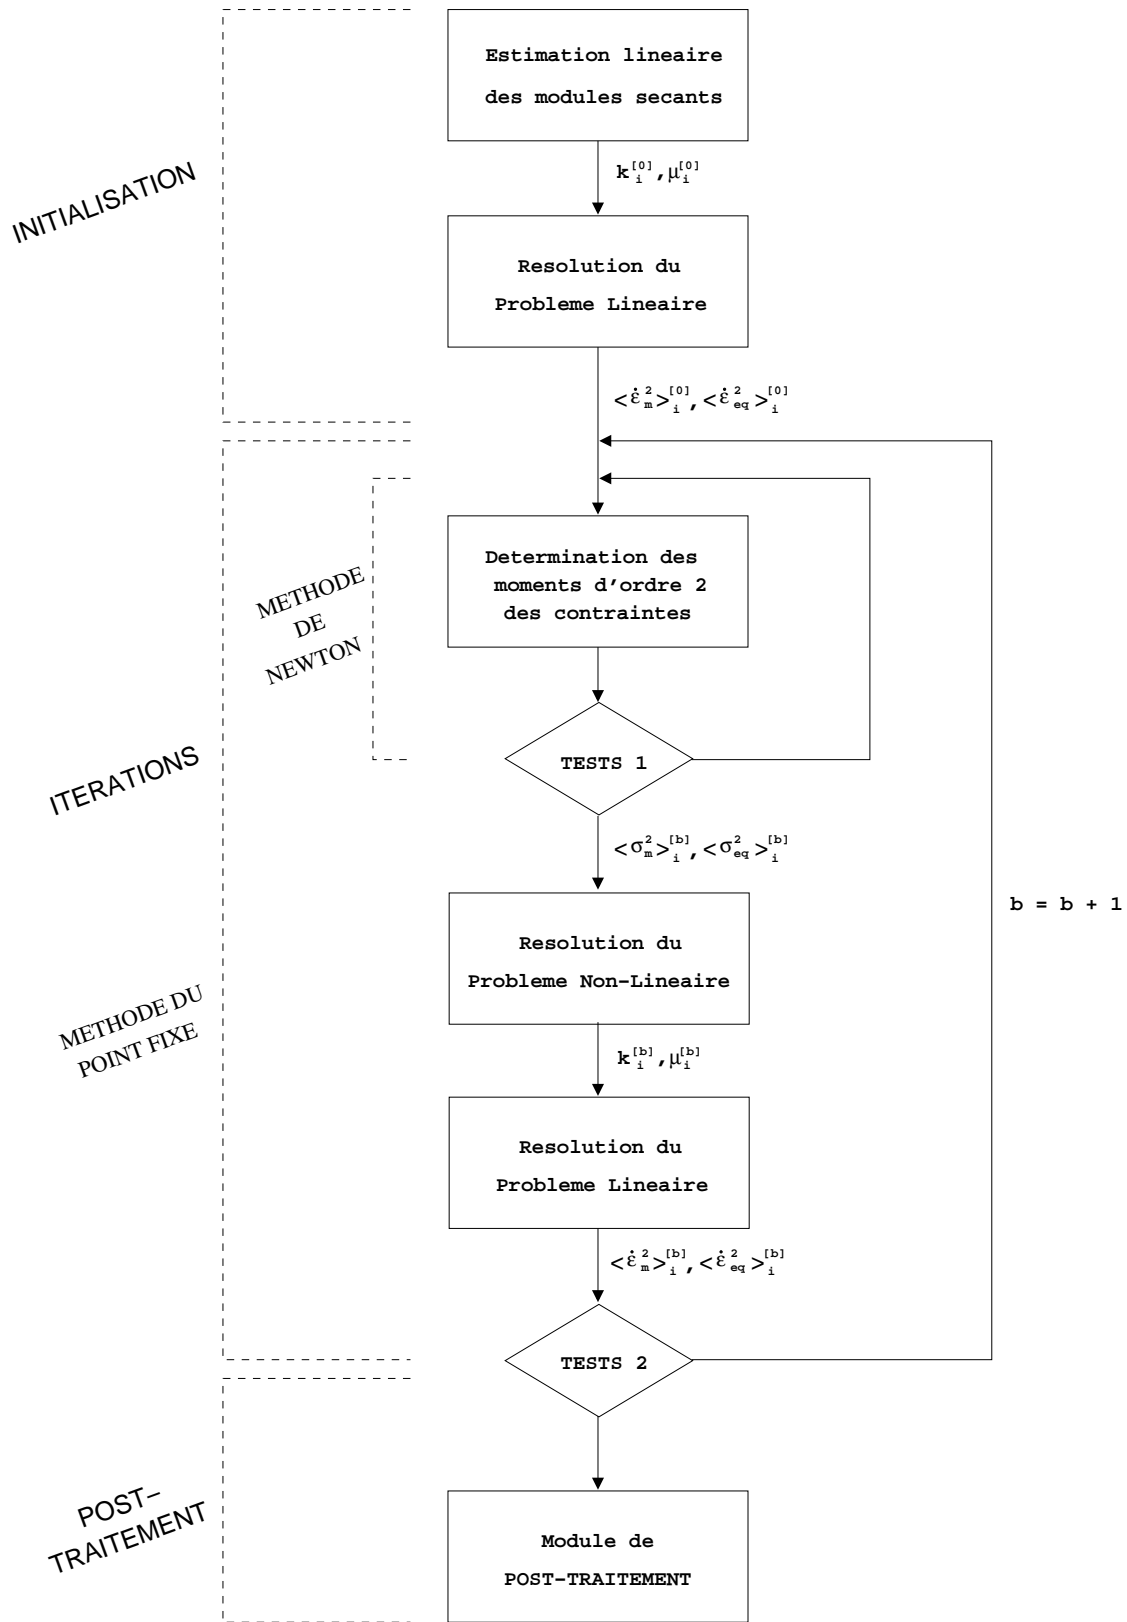 Estimation lineaire
des modules secants
k_i^[0], μ_i^[0]
INITIALISATION
Resolution du
Probleme Lineaire
<ε̇_m^2>_i^[0], <ε̇_eq^2>_i^[0]
Determination des
moments d'ordre 2
des contraintes
METHODE
DE
NEWTON
TESTS 1
ITERATIONS
<σ_m^2>_i^[b], <σ_eq^2>_i^[b]
b = b + 1
Resolution du
Probleme Non-Lineaire
METHODE DU
POINT FIXE
k_i^[b], μ_i^[b]
Resolution du
Probleme Lineaire
<ε̇_m^2>_i^[b], <ε̇_eq^2>_i^[b]
TESTS 2
POST-
TRAITEMENT
Module de
POST-TRAITEMENT